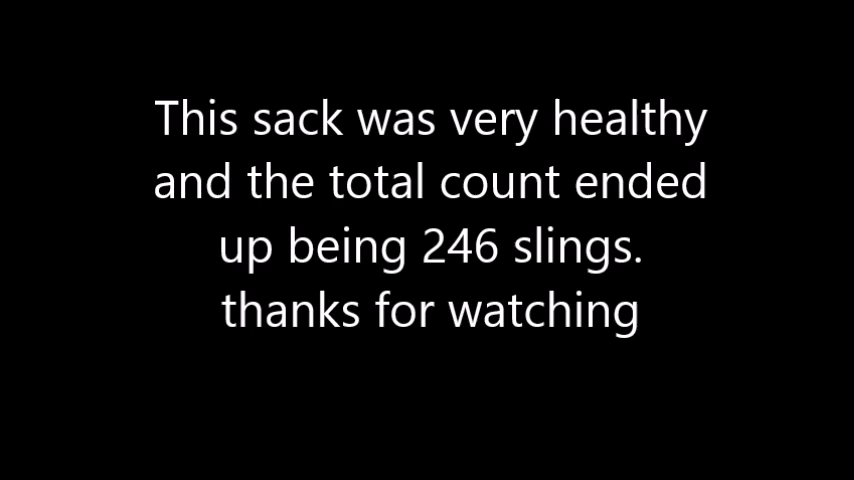 This sack was very healthy
and the total count ended
up being 246 slings.
thanks for watching